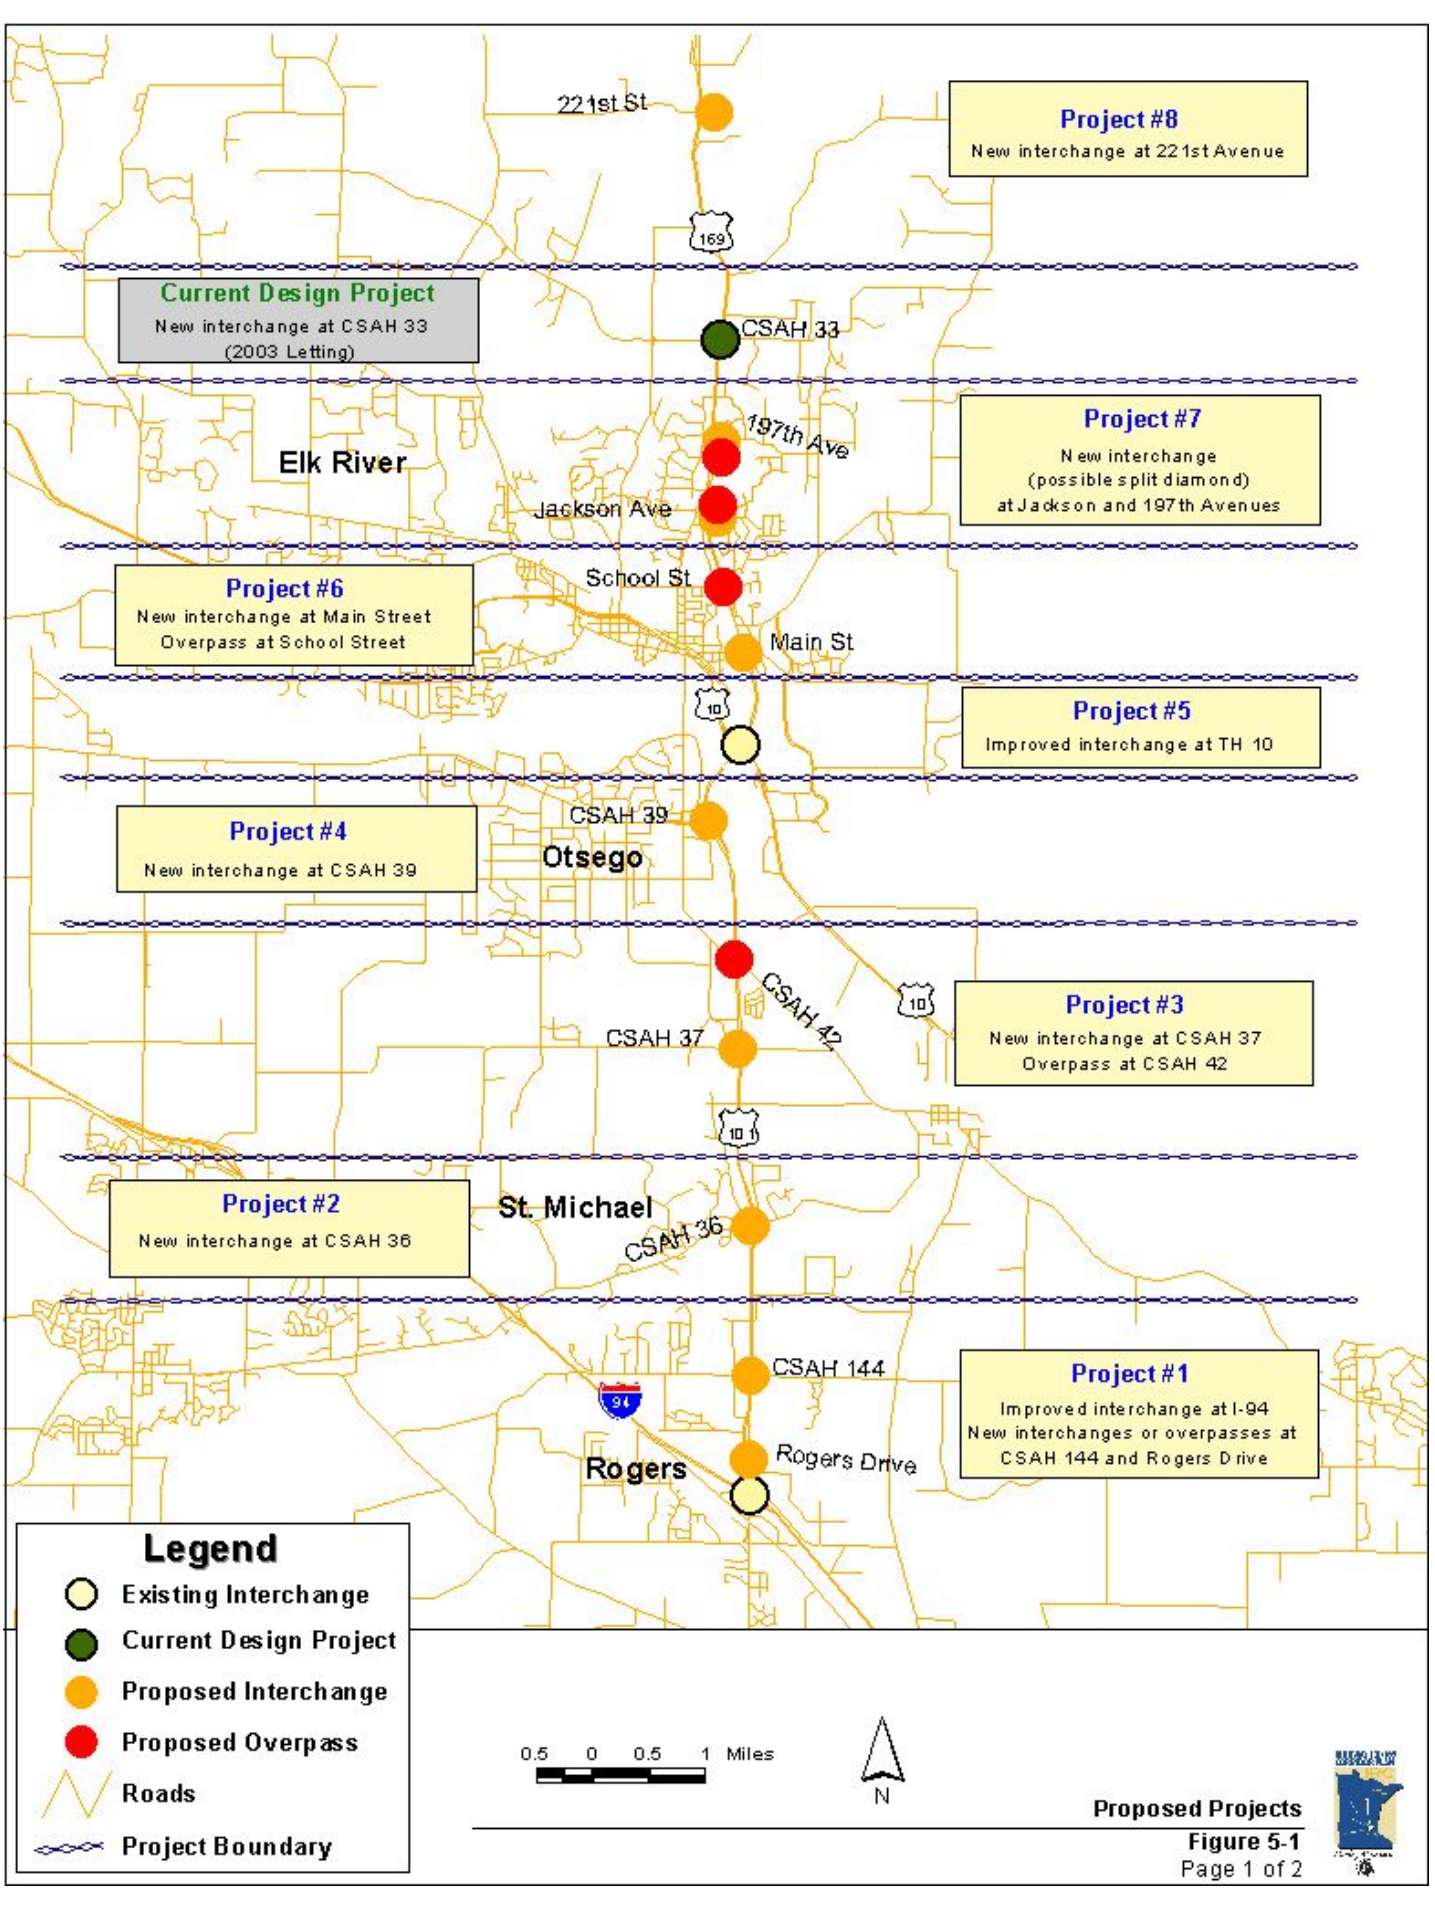 221st St
Project #8
New interchange at 221st Avenue
169
Current Design Project
New interchange at CSAH 33
(2003 Letting)
CSAH 33
197th Ave
Project #7
New interchange
(possible split diamond)
at Jackson and 197th Avenues
Elk River
Jackson Ave
School St
Project #6
New interchange at Main Street
Overpass at School Street
Main St
10
Project #5
Improved interchange at TH 10
CSAH 39
Project #4
New interchange at CSAH 39
Otsego
CSAH 42
10
Project #3
New interchange at CSAH 37
Overpass at CSAH 42
CSAH 37
101
Project #2
New interchange at CSAH 36
St. Michael
CSAH 36
CSAH 144
Project #1
Improved interchange at I-94
New interchanges or overpasses at
CSAH 144 and Rogers Drive
94
Rogers Drive
Rogers
Legend
Existing Interchange
Current Design Project
Proposed Interchange
Proposed Overpass
Roads
Project Boundary
0.5 0 0.5 1 Miles
N
Proposed Projects
Figure 5-1
Page 1 of 2
IRC